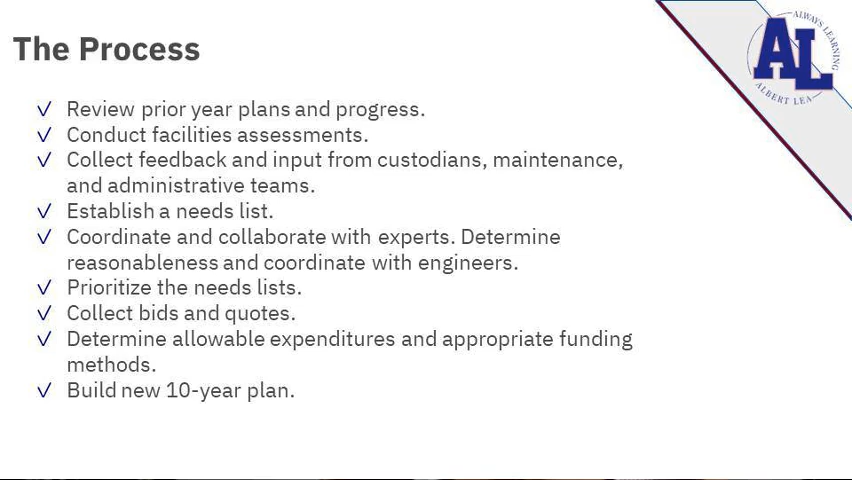 The Process
Review prior year plans and progress.
Conduct facilities assessments.
Collect feedback and input from custodians, maintenance,
and administrative teams.
Establish a needs list.
Coordinate and collaborate with experts. Determine
reasonableness and coordinate with engineers.
Prioritize the needs lists.
Collect bids and quotes.
Determine allowable expenditures and appropriate funding
methods.
Build new 10-year plan.
ALWAYS LEARNING
AL
ALBERT LEA